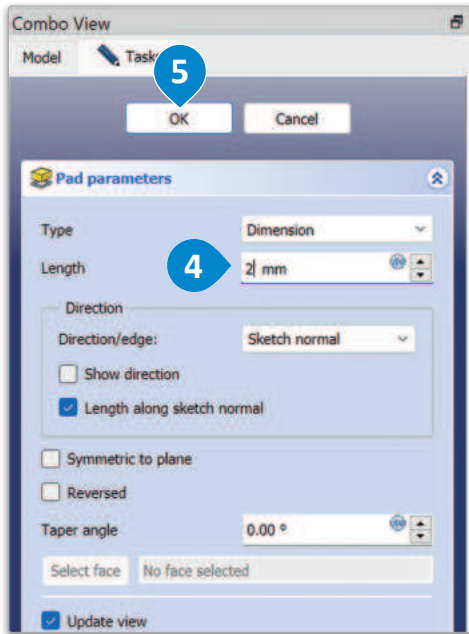 Combo View
Model Tasks
5
OK Cancel
Pad parameters
Type Dimension
Length 4 2 mm
Direction
Direction/edge: Sketch normal
Show direction
Length along sketch normal
Symmetric to plane
Reversed
Taper angle 0.00 °
Select face No face selected
Update view